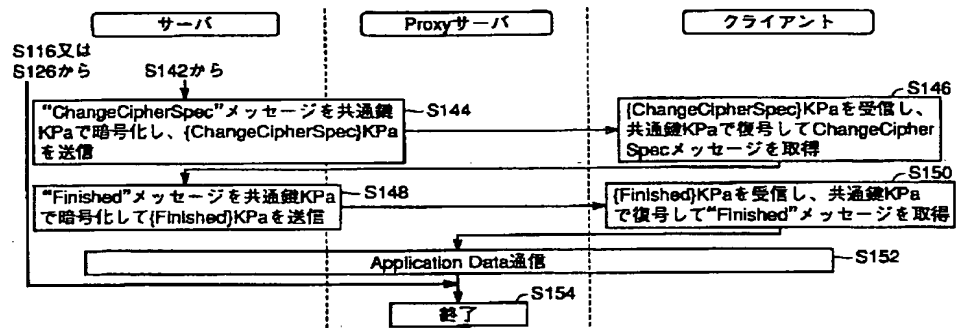 サーバ
Proxyサーバ
クライアント
S116又は
S126から
S142から
"ChangeCipherSpec"メッセージを共通鍵
KPaで暗号化し、{ChangeCipherSpec}KPa
を送信
S144
S146
{ChangeCipherSpec}KPaを受信し、
共通鍵KPaで復号してChangeCipher
Specメッセージを取得
"Finished"メッセージを共通鍵KPa
で暗号化して{Finished}KPaを送信
S148
S150
{Finished}KPaを受信し、共通鍵KPa
で復号して"Finished"メッセージを取得
Application Data通信
S152
S154
終了